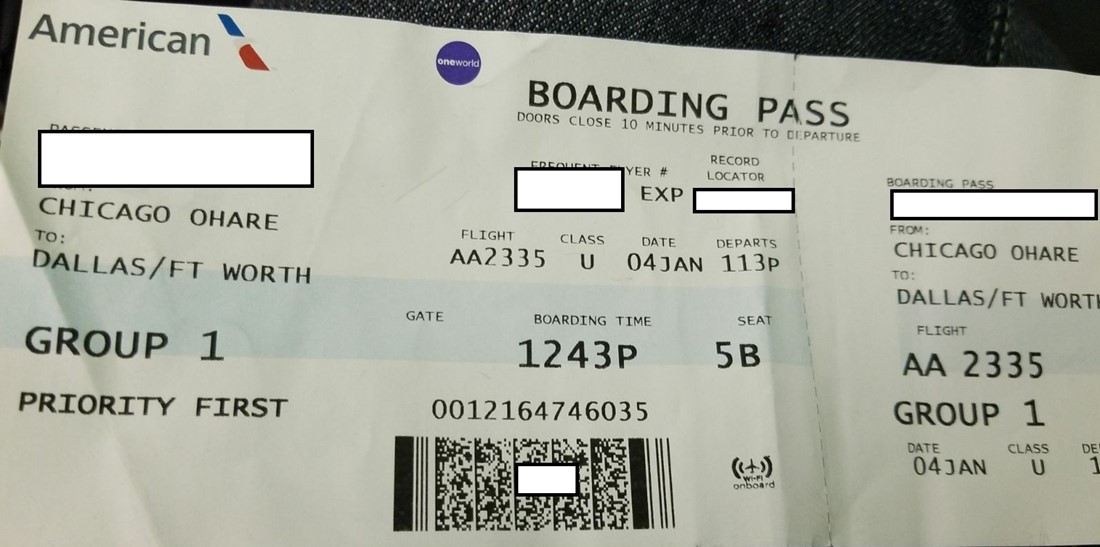 American
oneworld
BOARDING PASS
DOORS CLOSE 10 MINUTES PRIOR TO DEPARTURE
YER #
RECORD
LOCATOR
EXP
CHICAGO OHARE
TO:
DALLAS/FT WORTH
FLIGHT CLASS DATE DEPARTS
AA2335 U 04JAN 113P
GATE BOARDING TIME SEAT
GROUP 1 1243P 5B
PRIORITY FIRST
0012164746035
WI-FI
onboard
BOARDING PASS
FROM:
CHICAGO OHARE
TO:
DALLAS/FT WORTH
FLIGHT
AA 2335
GROUP 1
DATE CLASS DE
04JAN U 1